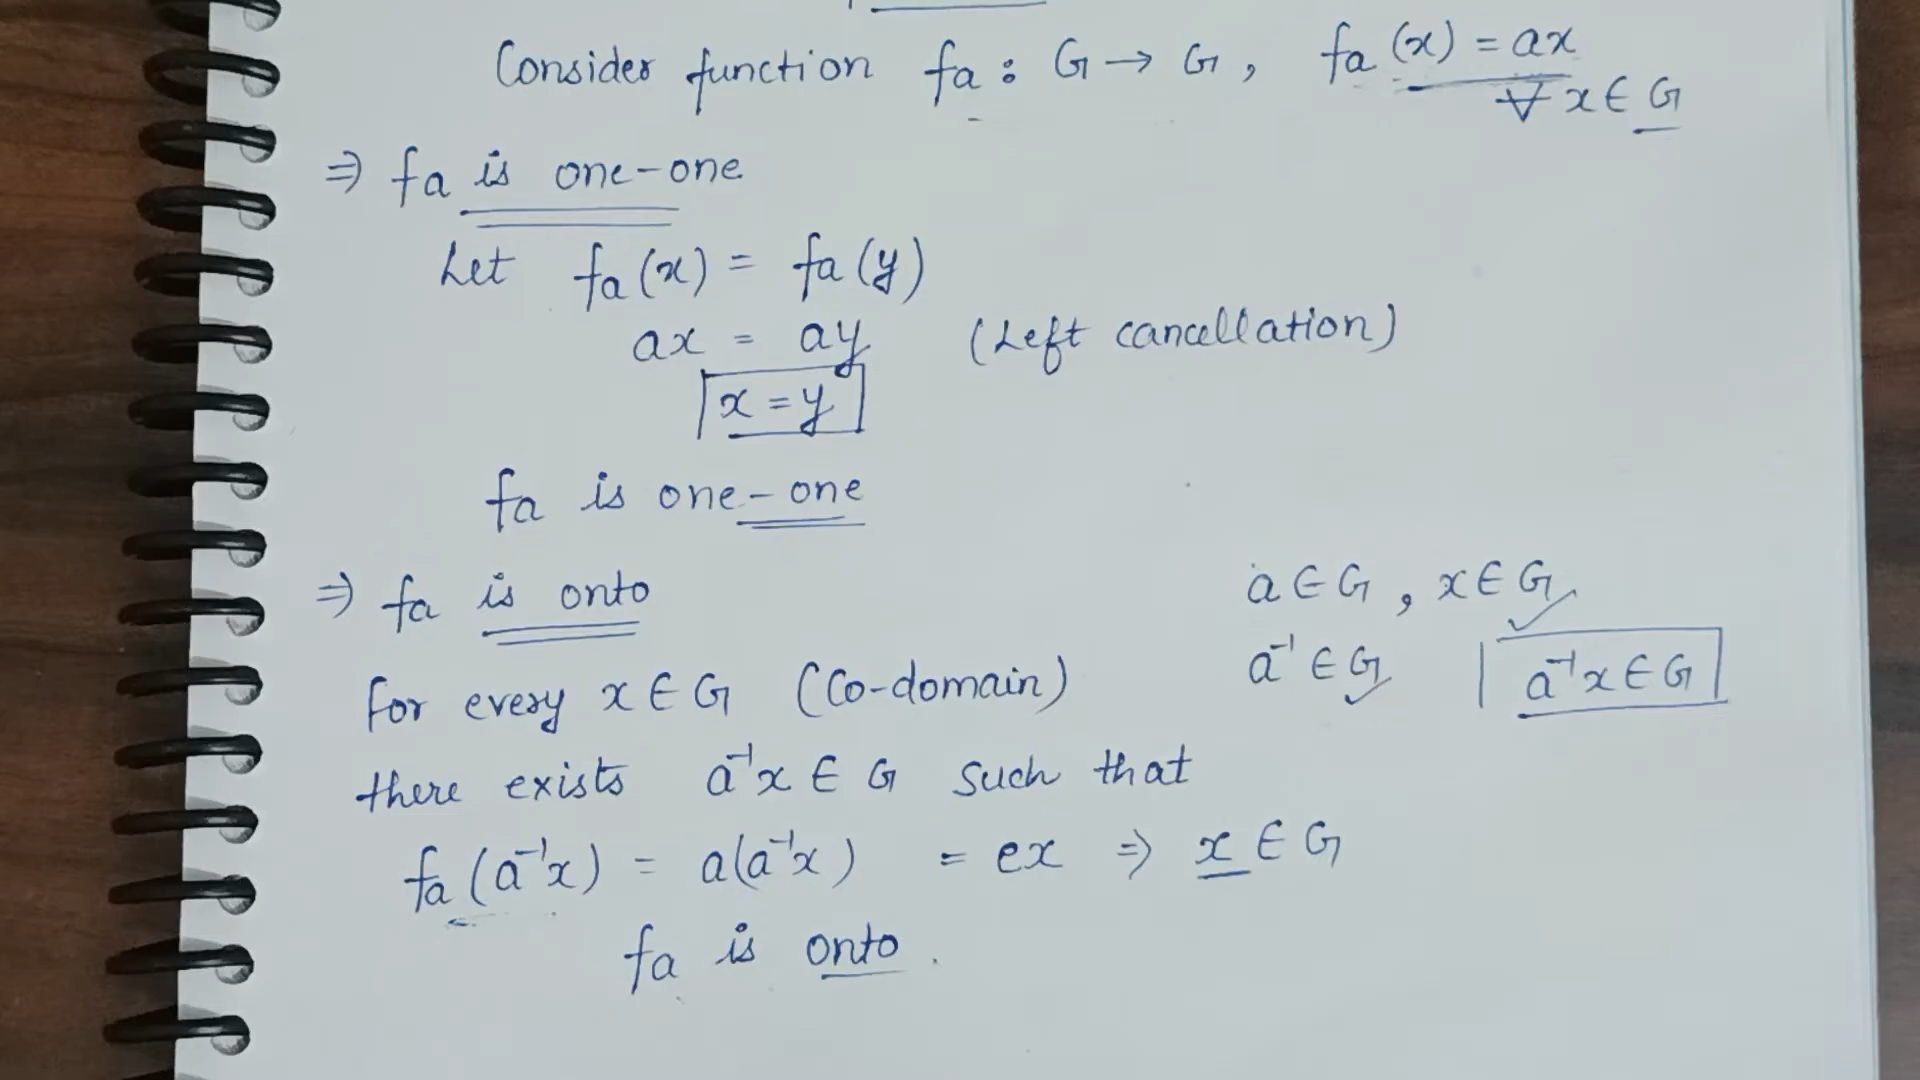 Consider function fa : G → G, fa (x) = ax
∀ x ∈ G
⇒ fa is one-one
Let fa (x) = fa (y)
ax = ay (Left cancellation)
x = y
fa is one-one
⇒ fa is onto
a ∈ G , x ∈ G ✓
a⁻¹ ∈ G ✓ a⁻¹x ∈ G
for every x ∈ G (Co-domain)
there exists a⁻¹x ∈ G such that
fa (a⁻¹x) = a(a⁻¹x) = ex ⇒ x ∈ G
fa is onto.